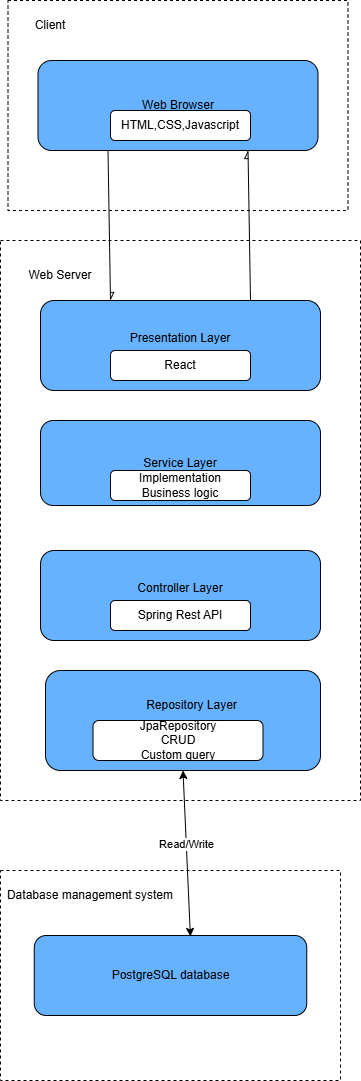 Client
Web Browser
HTML,CSS,Javascript
Web Server
Presentation Layer
React
Service Layer
Implementation
Business logic
Controller Layer
Spring Rest API
Repository Layer
JpaRepository
CRUD
Custom query
Read/Write
Database management system
PostgreSQL database